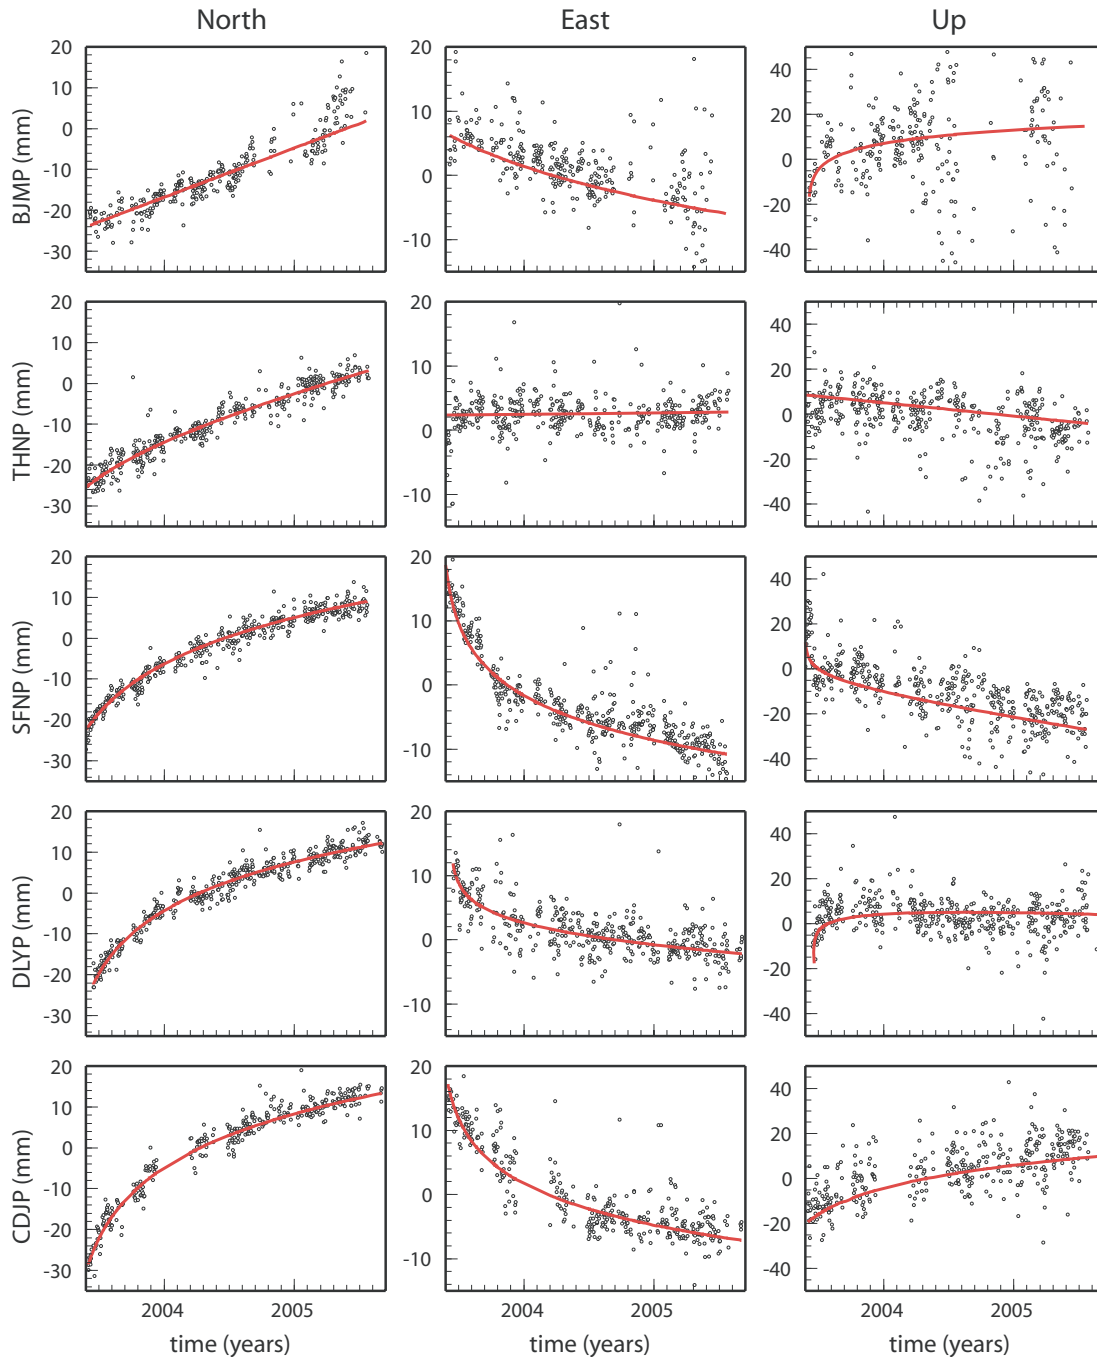 North East Up
20 20
10 40
0 10 20
-10 0
-20 0 -20
-30 -10 -40
BJMP (mm)
20 20
10 40
0 10 20
-10 0
-20 0 -20
-30 -10 -40
THNP (mm)
20 20
10 40
0 10 20
-10 0
-20 0 -20
-30 -10 -40
SFNP (mm)
20 20
10 40
0 10 20
-10 0
-20 0 -20
-30 -10 -40
DLYP (mm)
20 20
10 40
0 10 20
-10 0
-20 0 -20
-30 -10 -40
CDJP (mm)
2004 2005 2004 2005 2004 2005
time (years) time (years) time (years)